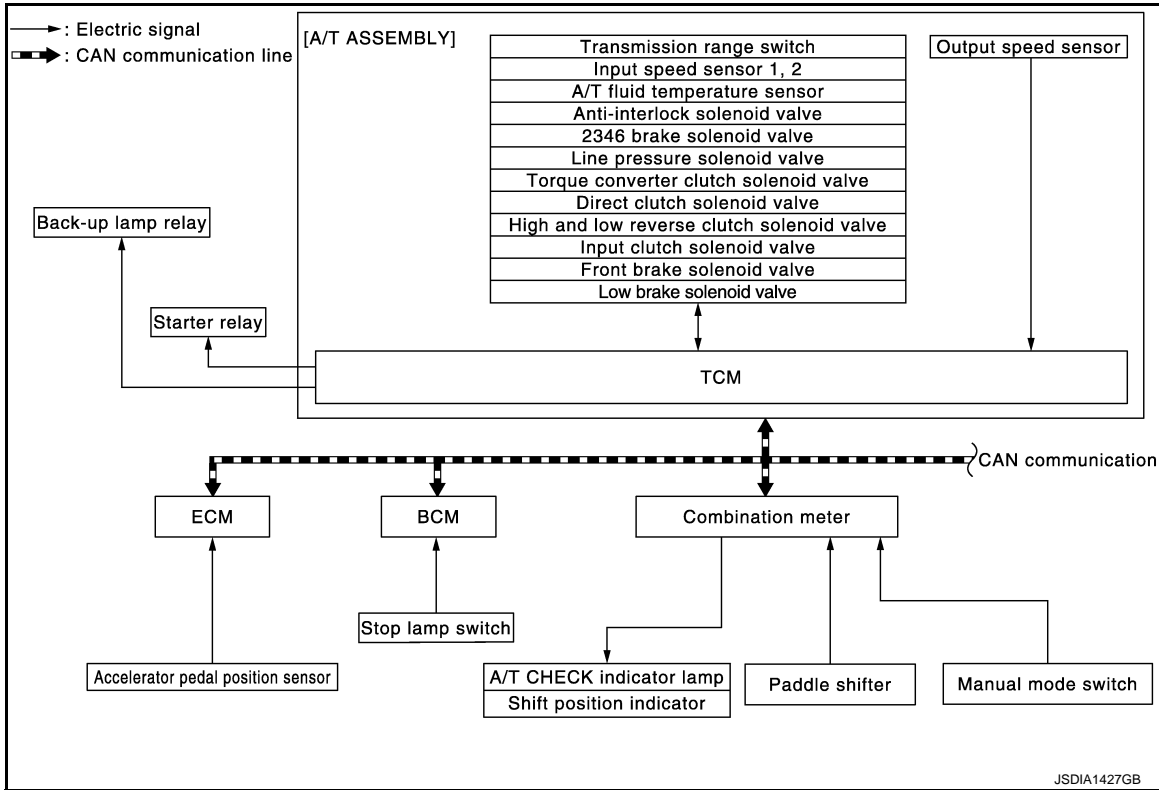 : Electric signal
: CAN communication line
[A/T ASSEMBLY]
Transmission range switch
Input speed sensor 1, 2
A/T fluid temperature sensor
Anti-interlock solenoid valve
2346 brake solenoid valve
Line pressure solenoid valve
Torque converter clutch solenoid valve
Direct clutch solenoid valve
High and low reverse clutch solenoid valve
Input clutch solenoid valve
Front brake solenoid valve
Low brake solenoid valve
Output speed sensor
Back-up lamp relay
Starter relay
TCM
CAN communication
ECM
BCM
Combination meter
Stop lamp switch
Accelerator pedal position sensor
A/T CHECK indicator lamp
Shift position indicator
Paddle shifter
Manual mode switch
JSDIA1427GB